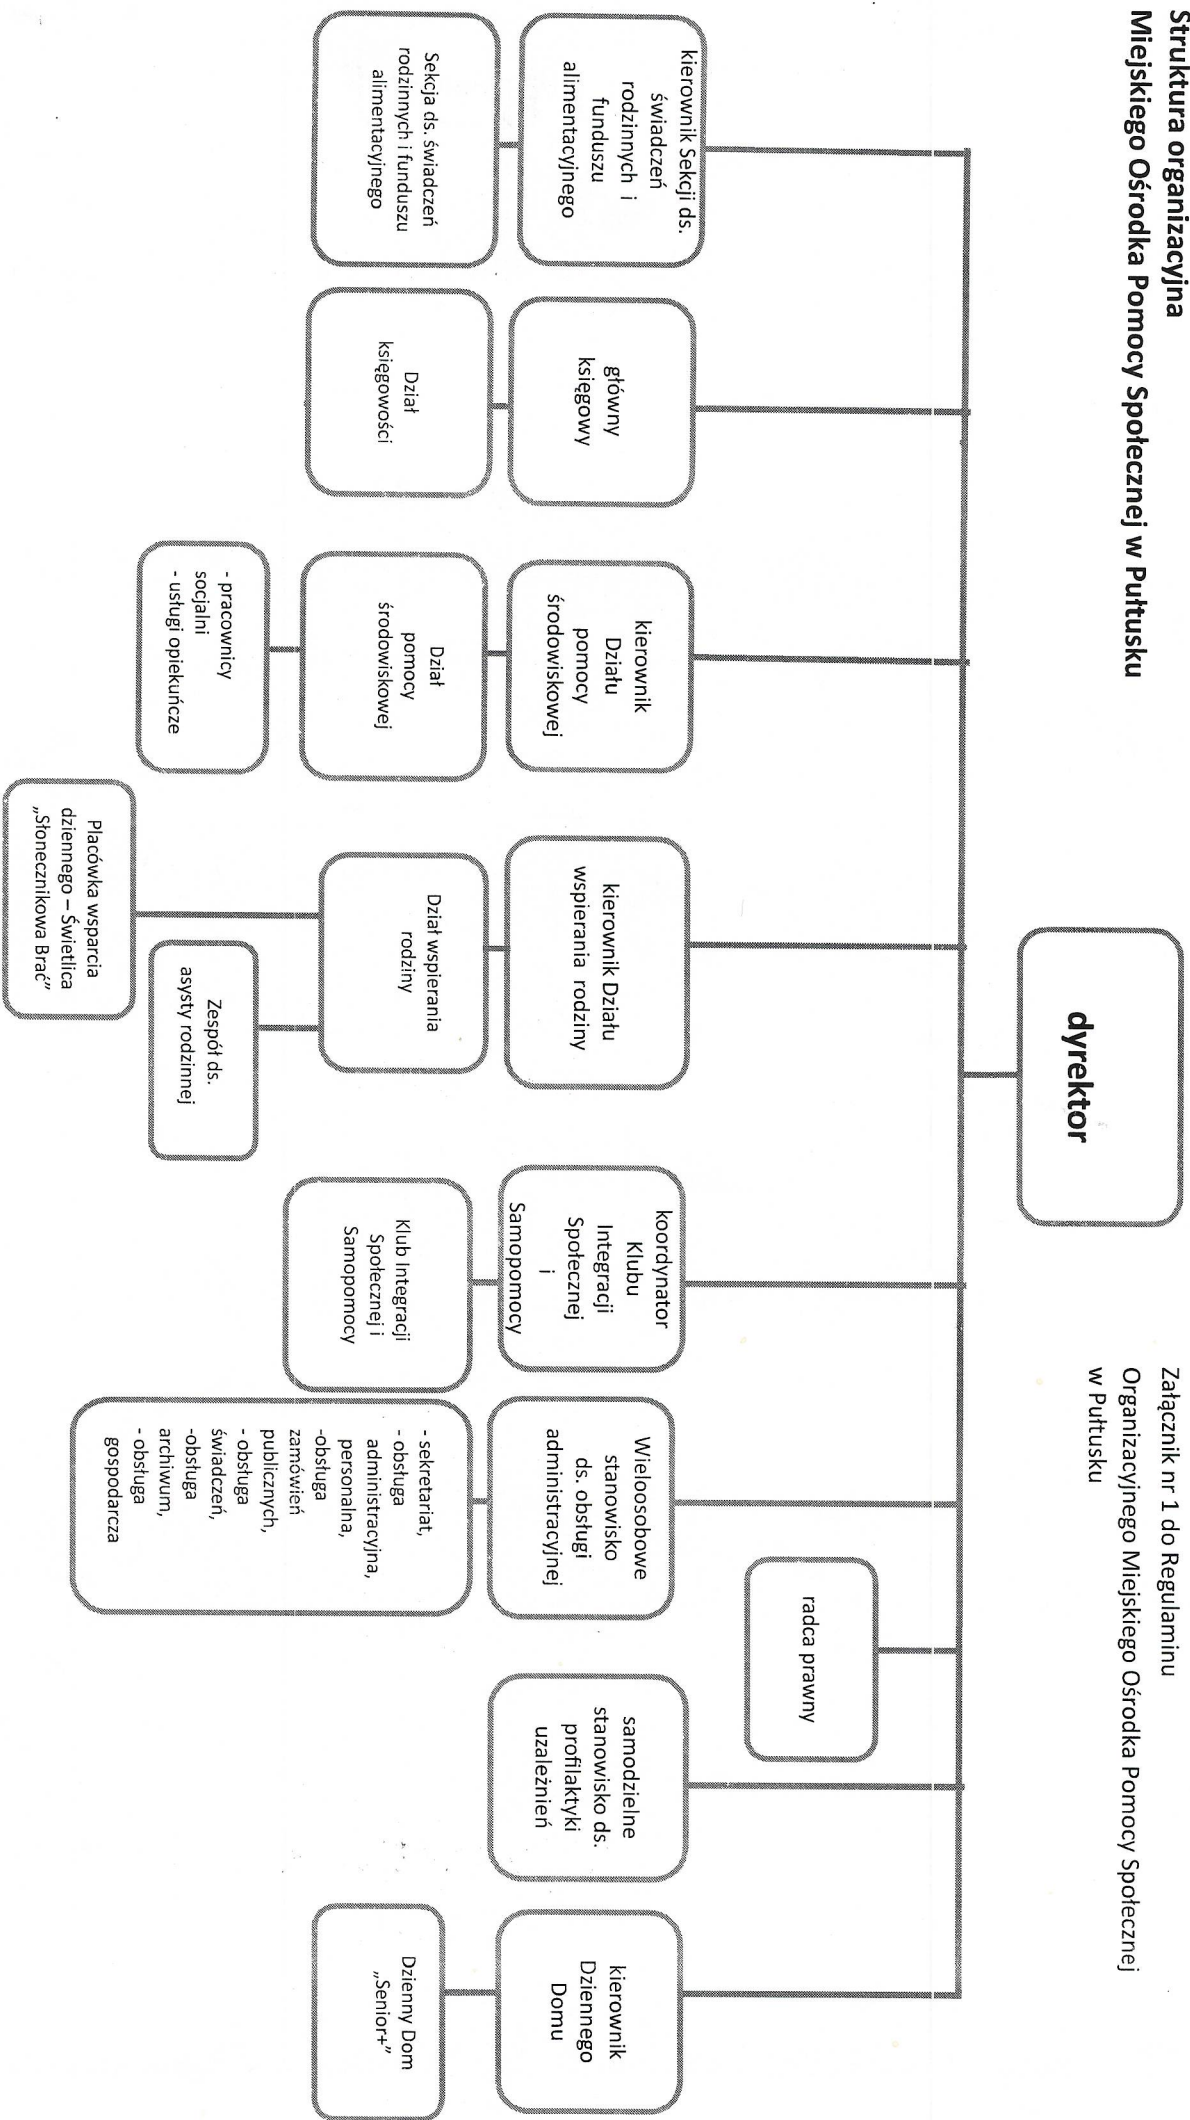 Struktura organizacyjna
Miejskiego Ośrodka Pomocy Społecznej w Pułtusku
Załącznik nr 1 do Regulaminu
Organizacyjnego Miejskiego Ośrodka Pomocy Społecznej
w Pułtusku
dyrektor
kierownik Sekcji ds.
świadczeń
rodzinnych i
funduszu
alimentacyjnego
Sekcja ds. świadczeń
rodzinnych i funduszu
alimentacyjnego
główny
księgowy
Dział
księgowości
kierownik
Działu
pomocy
środowiskowej
Dział
pomocy
środowiskowej
- pracownicy
socjalni
- usługi opiekuńcze
kierownik Działu
wspierania rodziny
Dział wspierania
rodziny
Placówka wsparcia
dziennego – Świetlica
„Słonecznikowa Brać”
Zespół ds.
asysty rodzinnej
koordynator
Klubu
Integracji
Społecznej
i
Samopomocy
Klub Integracji
Społecznej i
Samopomocy
Wieloosobowe
stanowisko
ds. obsługi
administracyjnej
- sekretariat,
- obsługa
administracyjna,
personalna,
-obsługa
zamówień
publicznych,
- obsługa
świadczeń,
-obsługa
archiwum,
- obsługa
gospodarcza
radca prawny
samodzielne
stanowisko ds.
profilaktyki
uzależnień
kierownik
Dziennego
Domu
Dzienny Dom
„Senior+”